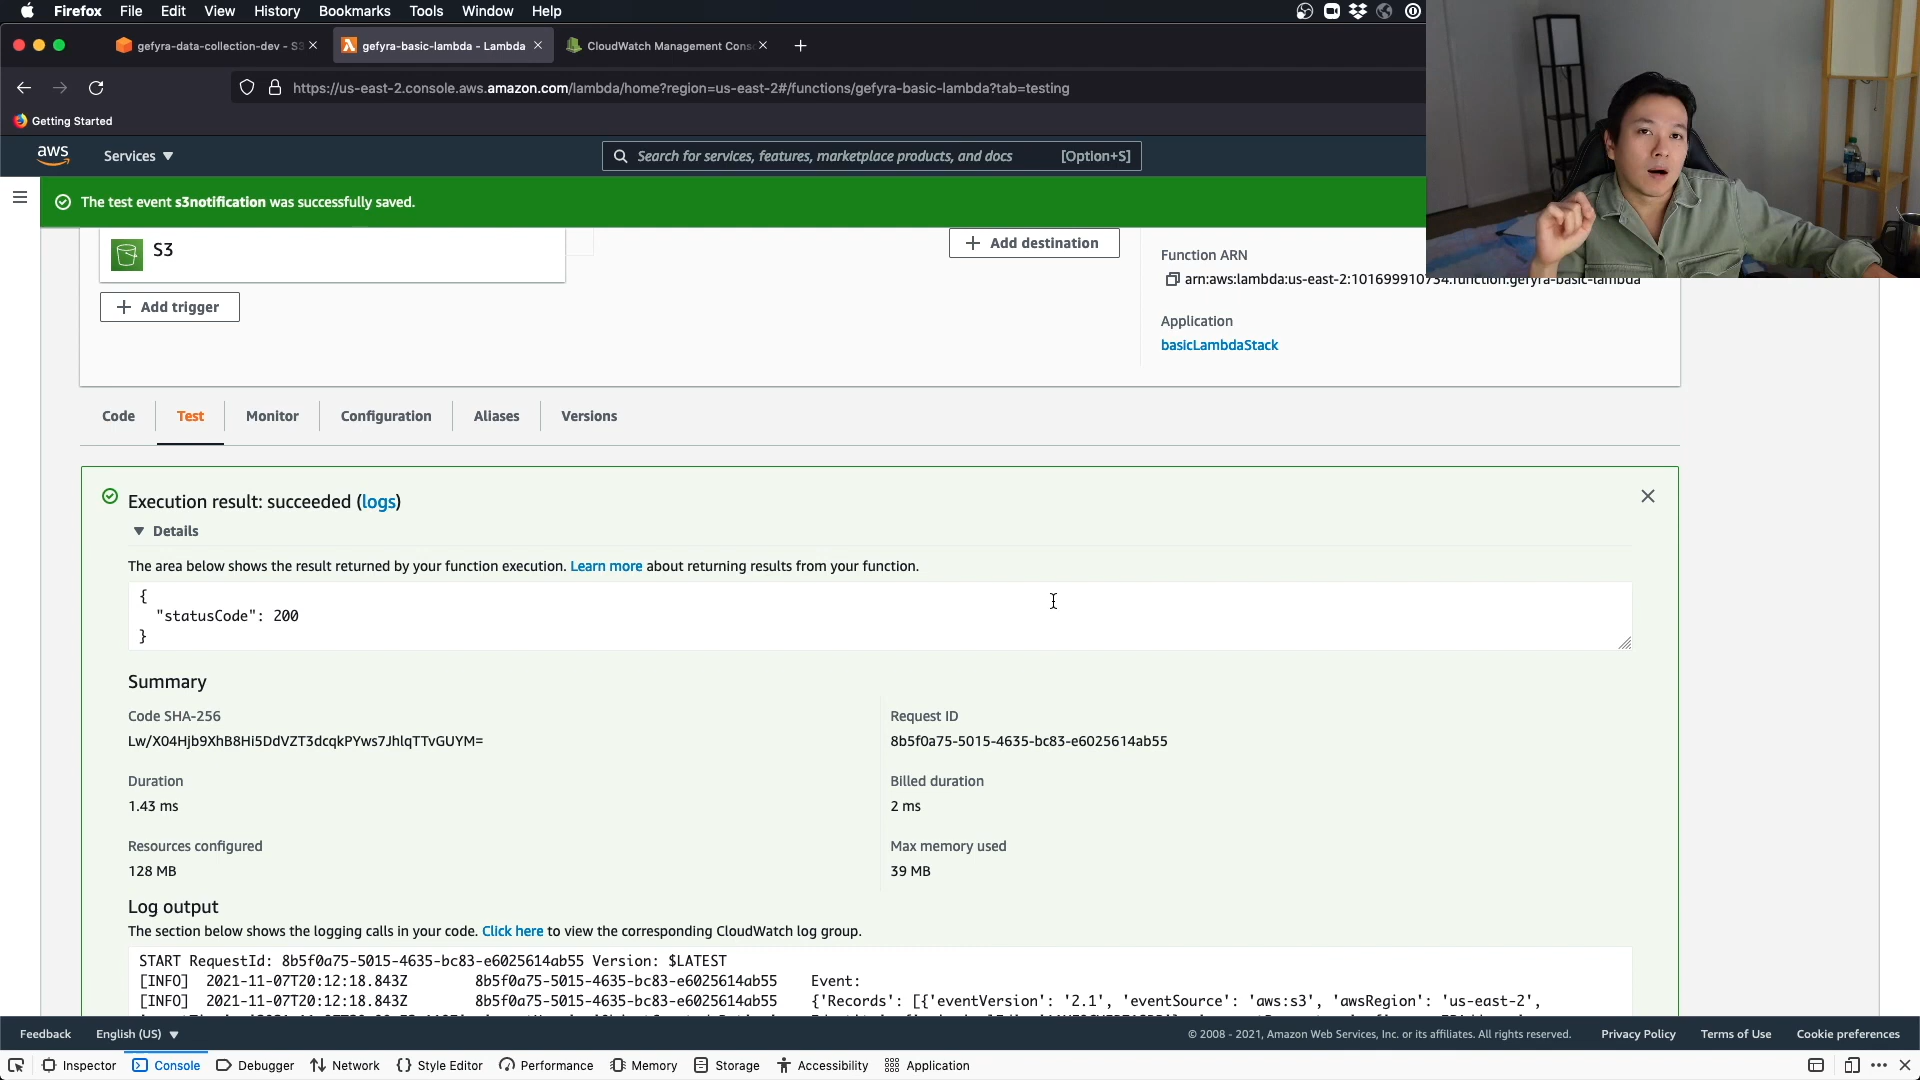 Firefox File Edit View History Bookmarks Tools Window Help
gefyra-data-collection-dev - S3
gefyra-basic-lambda - Lambda
CloudWatch Management Cons
https://us-east-2.console.aws.amazon.com/lambda/home?region=us-east-2#/functions/gefyra-basic-lambda?tab=testing
Getting Started
aws
Services
Search for services, features, marketplace products, and docs [Option+S]
The test event s3notification was successfully saved.
S3
Add destination
Add trigger
Function ARN
arn:aws:lambda:us-east-2:101699910754:function:gefyra-basic-lambda
Application
basicLambdaStack
Code Test Monitor Configuration Aliases Versions
Execution result: succeeded (logs)
Details
The area below shows the result returned by your function execution. Learn more about returning results from your function.
{
"statusCode": 200
}
Summary
Code SHA-256
Lw/X04Hjb9XhB8Hi5DdVZT3dcqkPYws7JhlqTTvGUYM=
Request ID
8b5f0a75-5015-4635-bc83-e6025614ab55
Duration
1.43 ms
Billed duration
2 ms
Resources configured
128 MB
Max memory used
39 MB
Log output
The section below shows the logging calls in your code. Click here to view the corresponding CloudWatch log group.
START RequestId: 8b5f0a75-5015-4635-bc83-e6025614ab55 Version: $LATEST
[INFO] 2021-11-07T20:12:18.843Z 8b5f0a75-5015-4635-bc83-e6025614ab55 Event:
[INFO] 2021-11-07T20:12:18.843Z 8b5f0a75-5015-4635-bc83-e6025614ab55 {'Records': [{'eventVersion': '2.1', 'eventSource': 'aws:s3', 'awsRegion': 'us-east-2',
Feedback English (US)
© 2008 - 2021, Amazon Web Services, Inc. or its affiliates. All rights reserved. Privacy Policy Terms of Use Cookie preferences
Inspector Console Debugger Network Style Editor Performance Memory Storage Accessibility Application